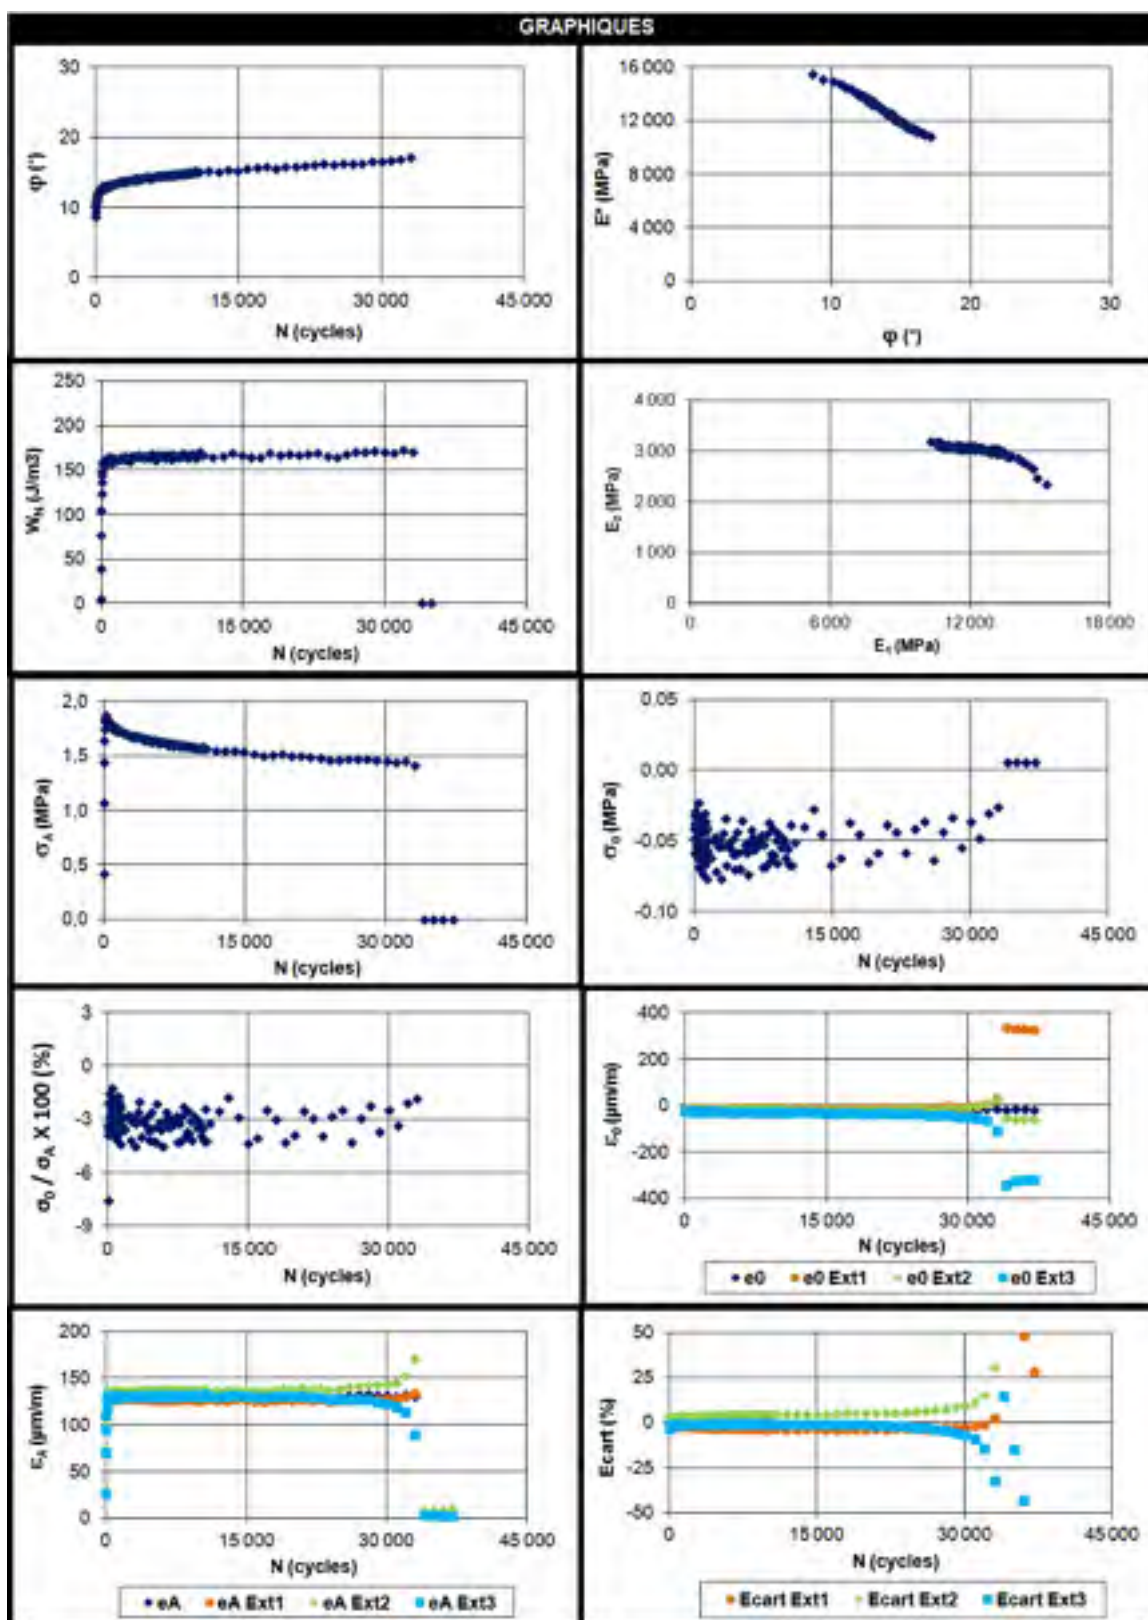 GRAPHIQUES
30
20
10
0
φ (°)
0 15 000 30 000 45 000
N (cycles)
16 000
12 000
8 000
4 000
0
E* (MPa)
0 10 20 30
φ (°)
250
200
150
100
50
0
W_N (J/m3)
0 15 000 30 000 45 000
N (cycles)
4 000
3 000
2 000
1 000
0
E₂ (MPa)
0 6 000 12 000 18 000
E₁ (MPa)
2,0
1,5
1,0
0,5
0,0
σ_A (MPa)
0 15 000 30 000 45 000
N (cycles)
0.05
0.00
-0.05
-0.10
σ₀ (MPa)
0 15 000 30 000 45 000
N (cycles)
3
0
-3
-6
-9
σ₀ / σ_A X 100 (%)
0 15 000 30 000 45 000
N (cycles)
400
200
0
-200
-400
ε₀ (µm/m)
0 15 000 30 000 45 000
N (cycles)
e0 e0 Ext1 e0 Ext2 e0 Ext3
200
150
100
50
0
ε_A (µm/m)
0 15 000 30 000 45 000
N (cycles)
eA eA Ext1 eA Ext2 eA Ext3
50
25
0
-25
-50
Ecart (%)
0 15 000 30 000 45 000
N (cycles)
Ecart Ext1 Ecart Ext2 Ecart Ext3